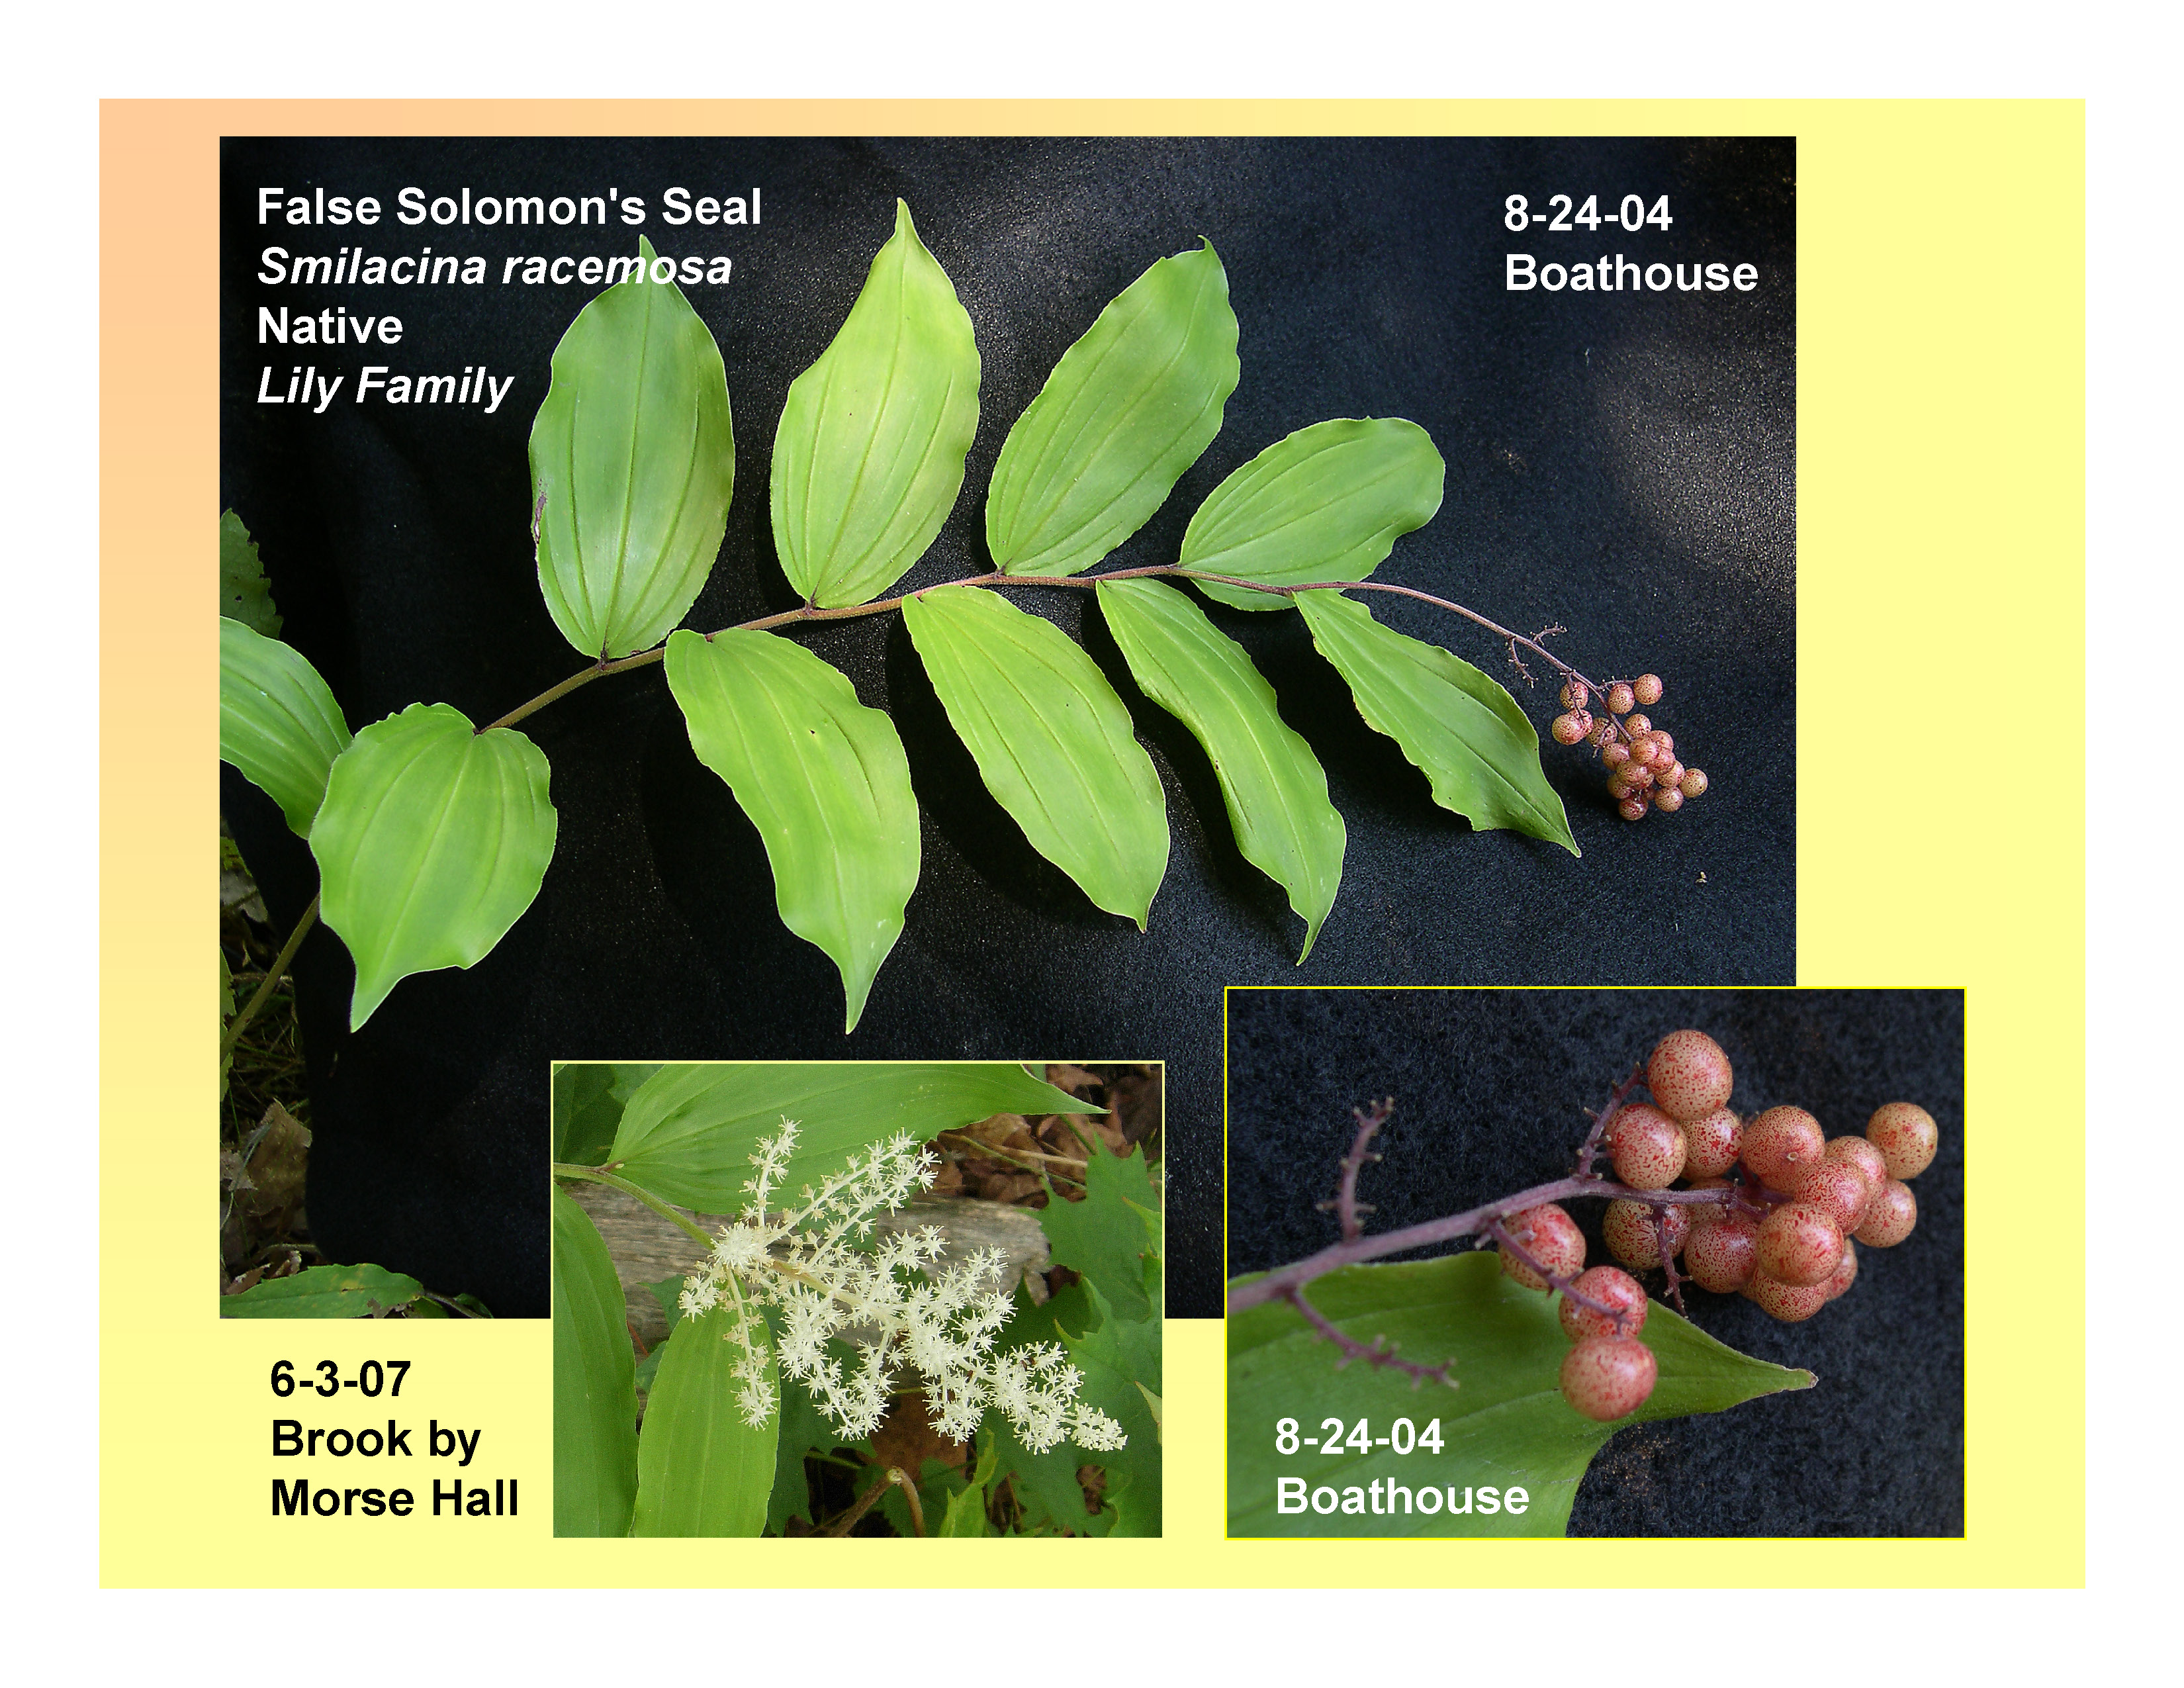 False Solomon's Seal
Smilacina racemosa
Native
Lily Family
8-24-04
Boathouse
6-3-07
Brook by
Morse Hall
8-24-04
Boathouse